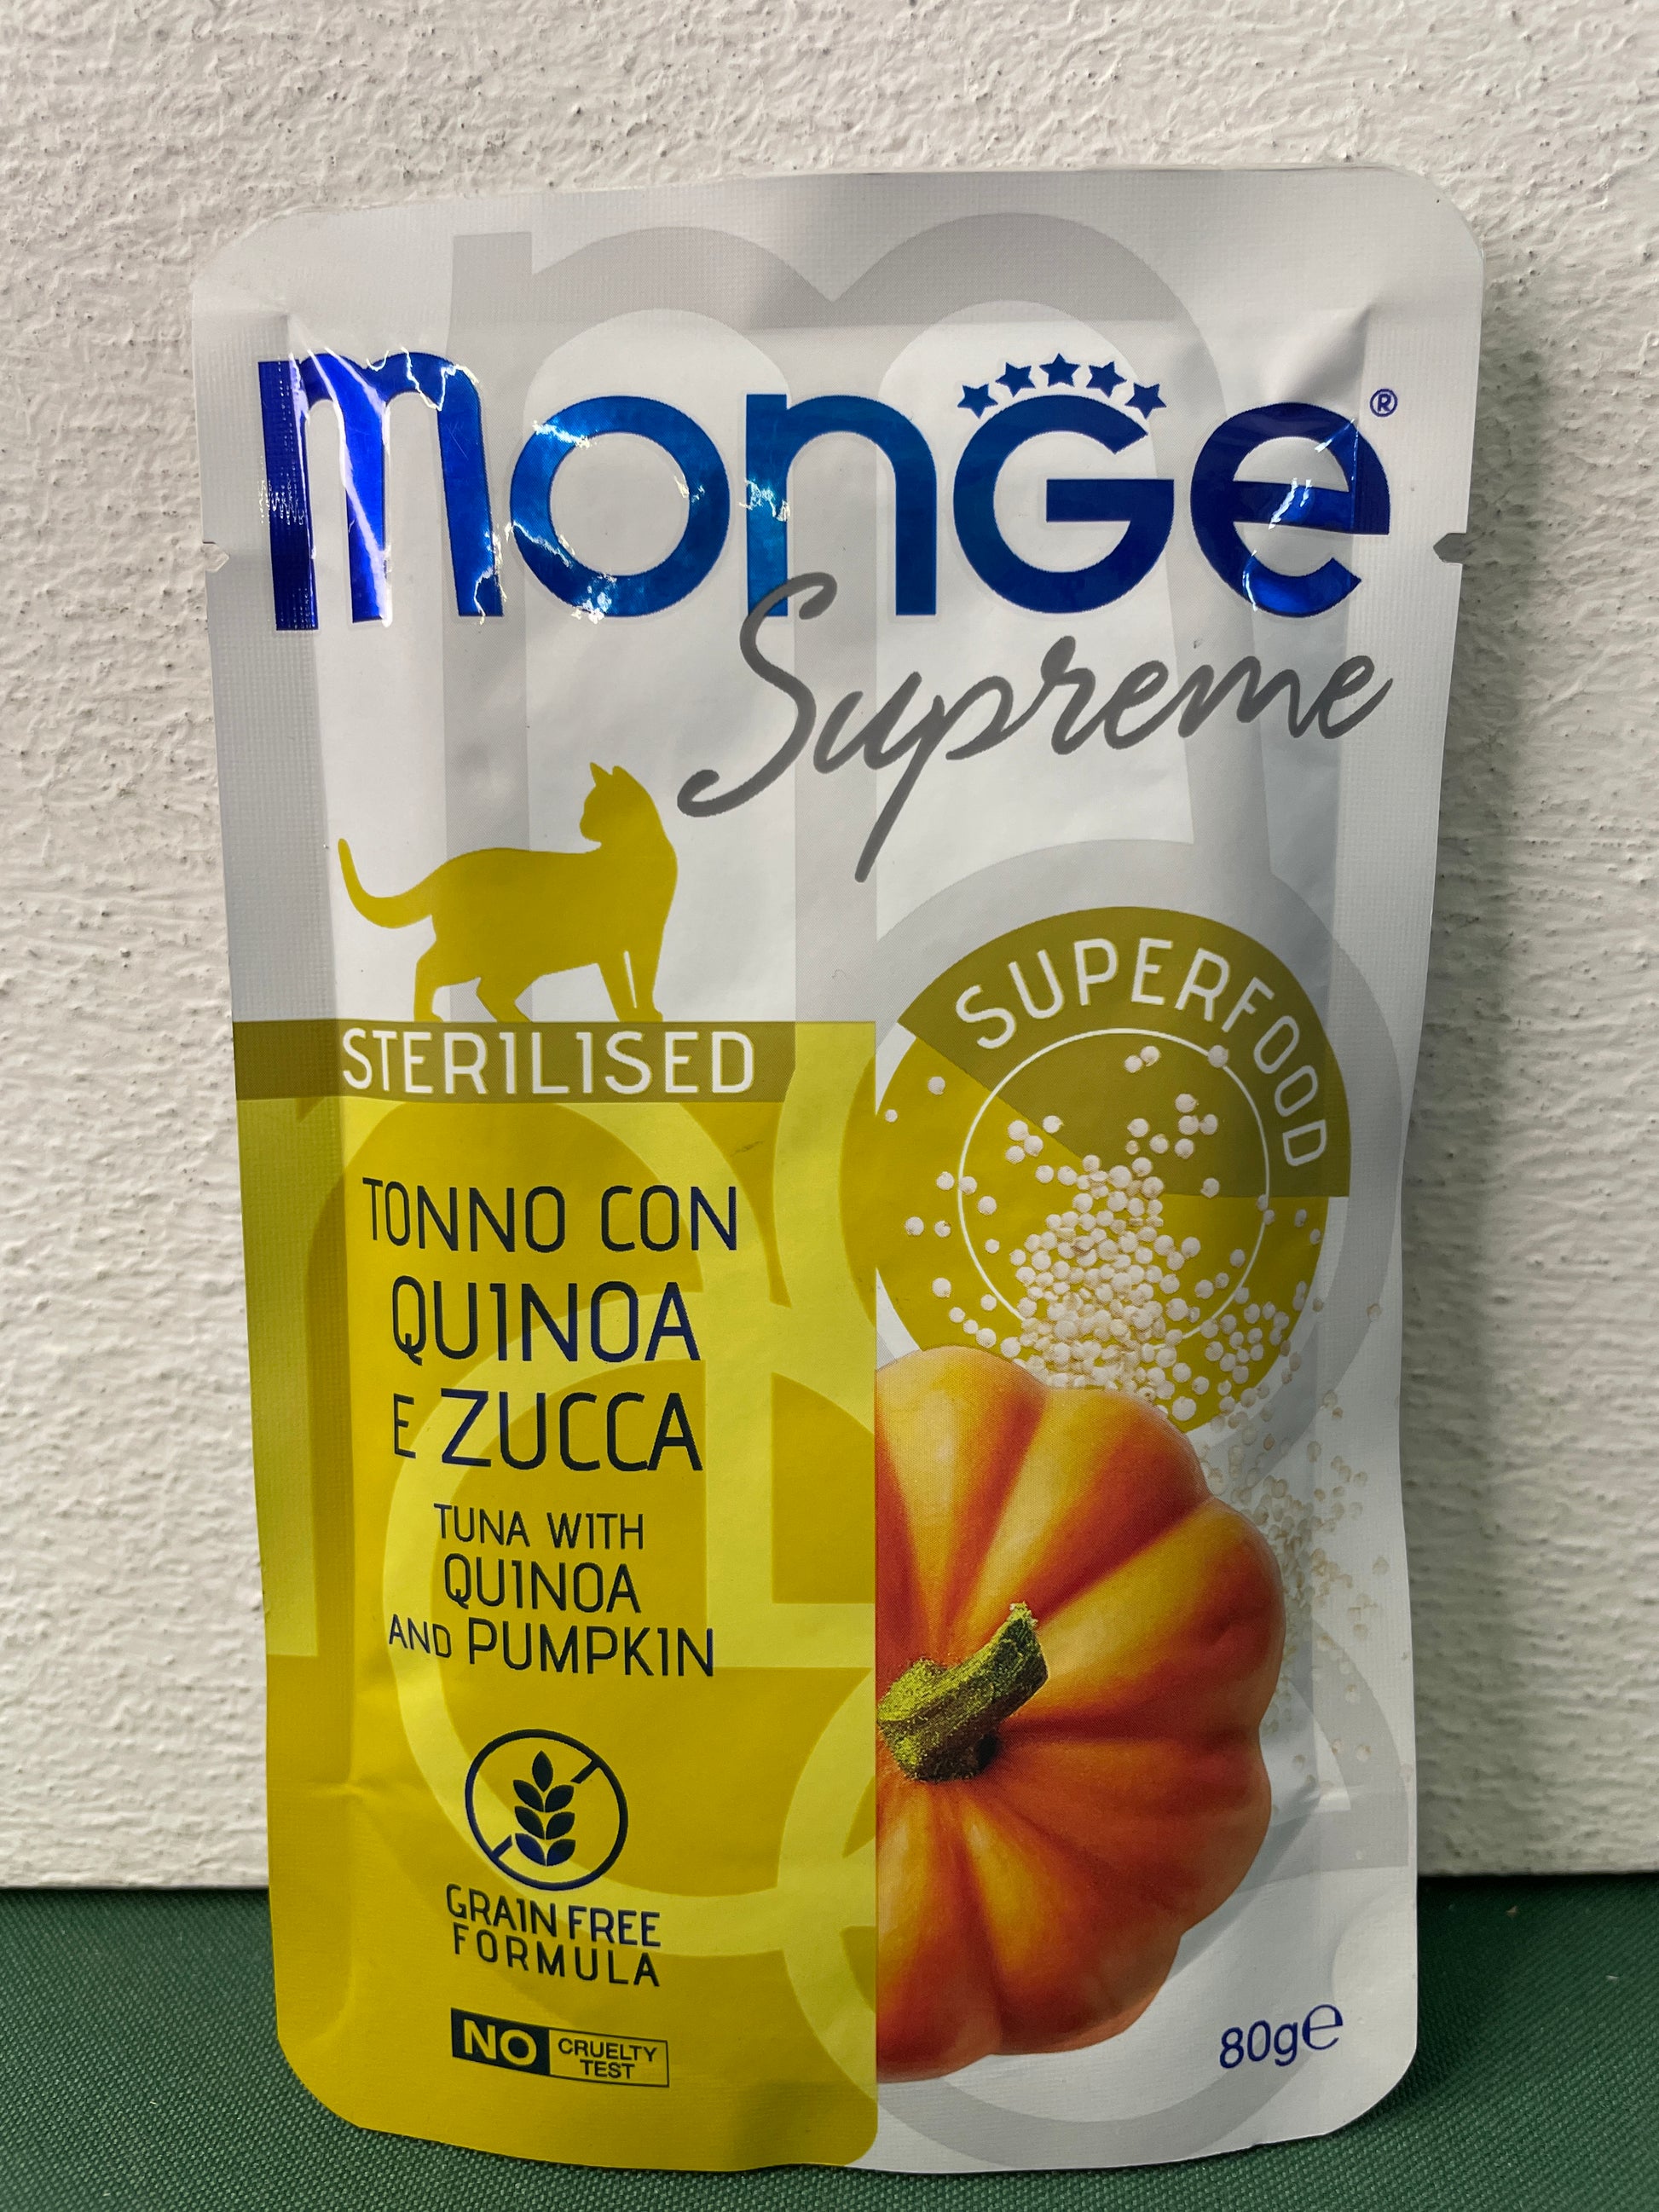 monGe®
Supreme
STERILISED
SUPERFOOD
TONNO CON
QUINOA
E ZUCCA
TUNA WITH
QUINOA
AND PUMPKIN
GRAIN FREE
FORMULA
NO CRUELTY
TEST
80g℮